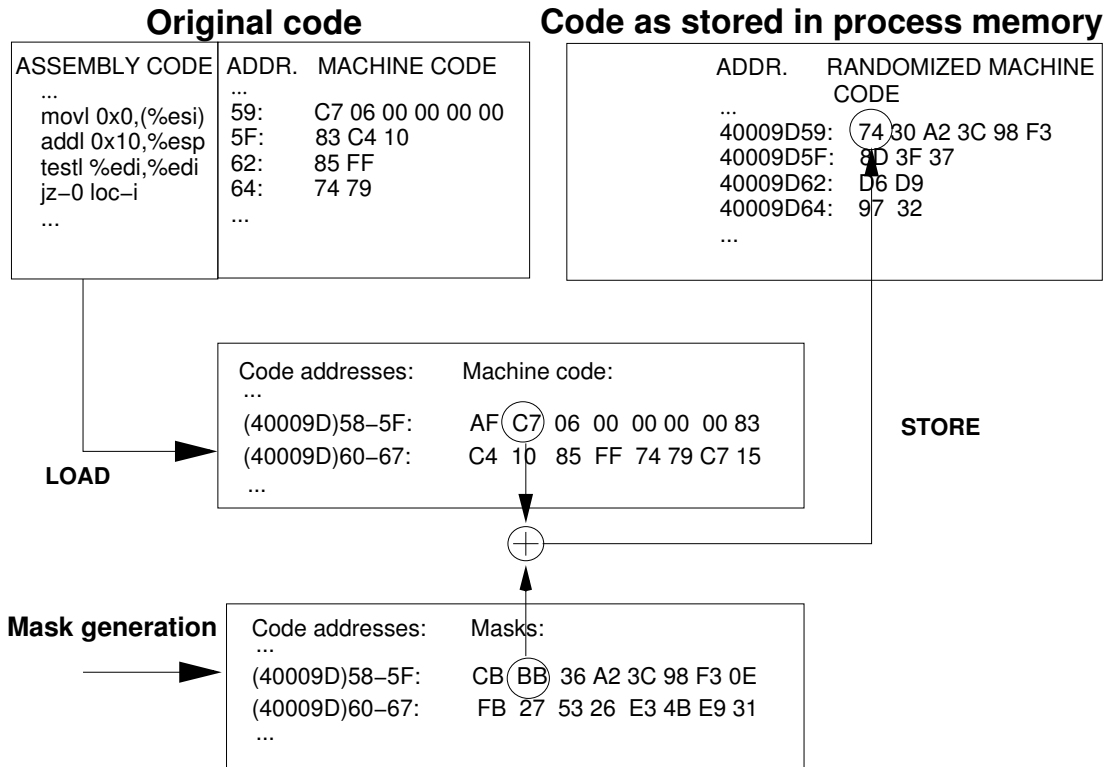 Original code
Code as stored in process memory
ASSEMBLY CODE
...
movl 0x0,(%esi)
addl 0x10,%esp
testl %edi,%edi
jz−0 loc−i
...
ADDR. MACHINE CODE
...
59: C7 06 00 00 00 00
5F: 83 C4 10
62: 85 FF
64: 74 79
...
ADDR. RANDOMIZED MACHINE
CODE
...
40009D59: 74 30 A2 3C 98 F3
40009D5F: 8D 3F 37
40009D62: D6 D9
40009D64: 97 32
...
LOAD
Code addresses: Machine code:
...
(40009D)58−5F: AF C7 06 00 00 00 00 83
(40009D)60−67: C4 10 85 FF 74 79 C7 15
...
STORE
Mask generation
Code addresses: Masks:
...
(40009D)58−5F: CB BB 36 A2 3C 98 F3 0E
(40009D)60−67: FB 27 53 26 E3 4B E9 31
...